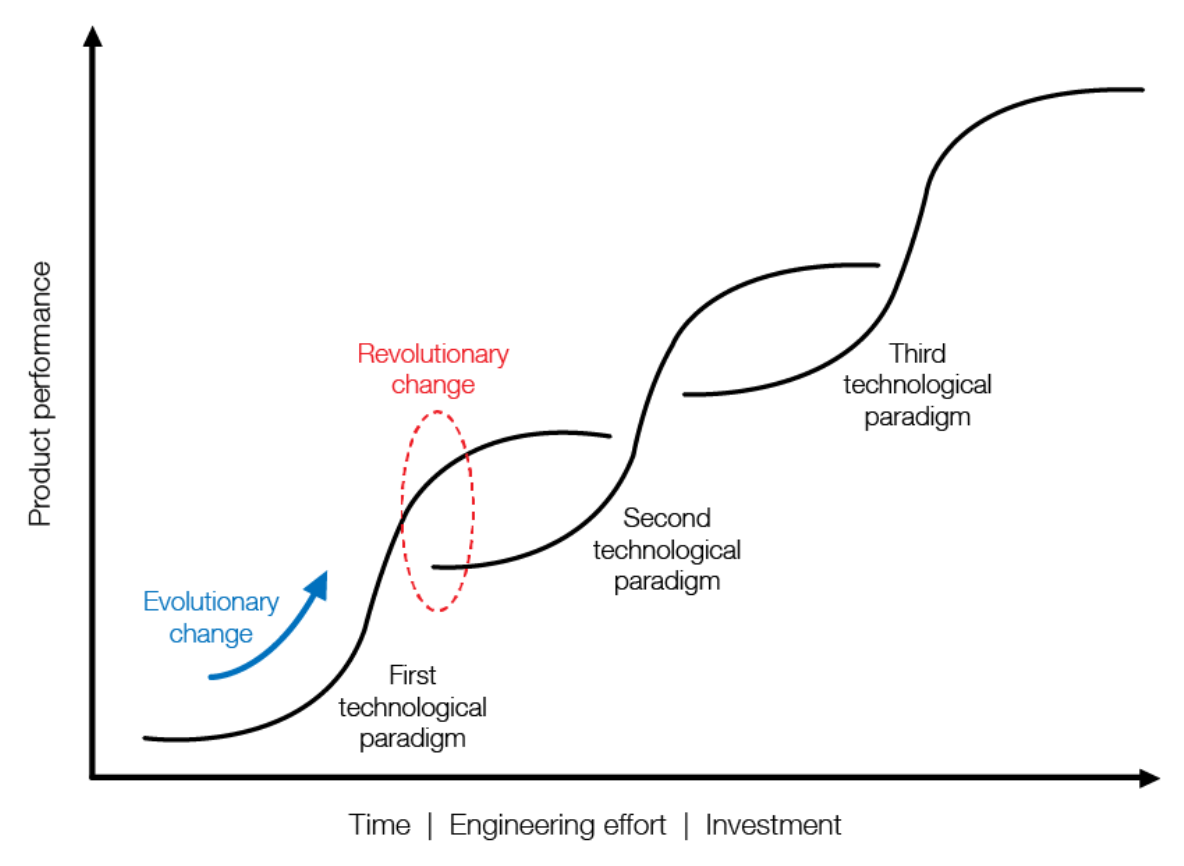 Product performance
Revolutionary
change
Third
technological
paradigm
Second
technological
paradigm
Evolutionary
change
First
technological
paradigm
Time | Engineering effort | Investment